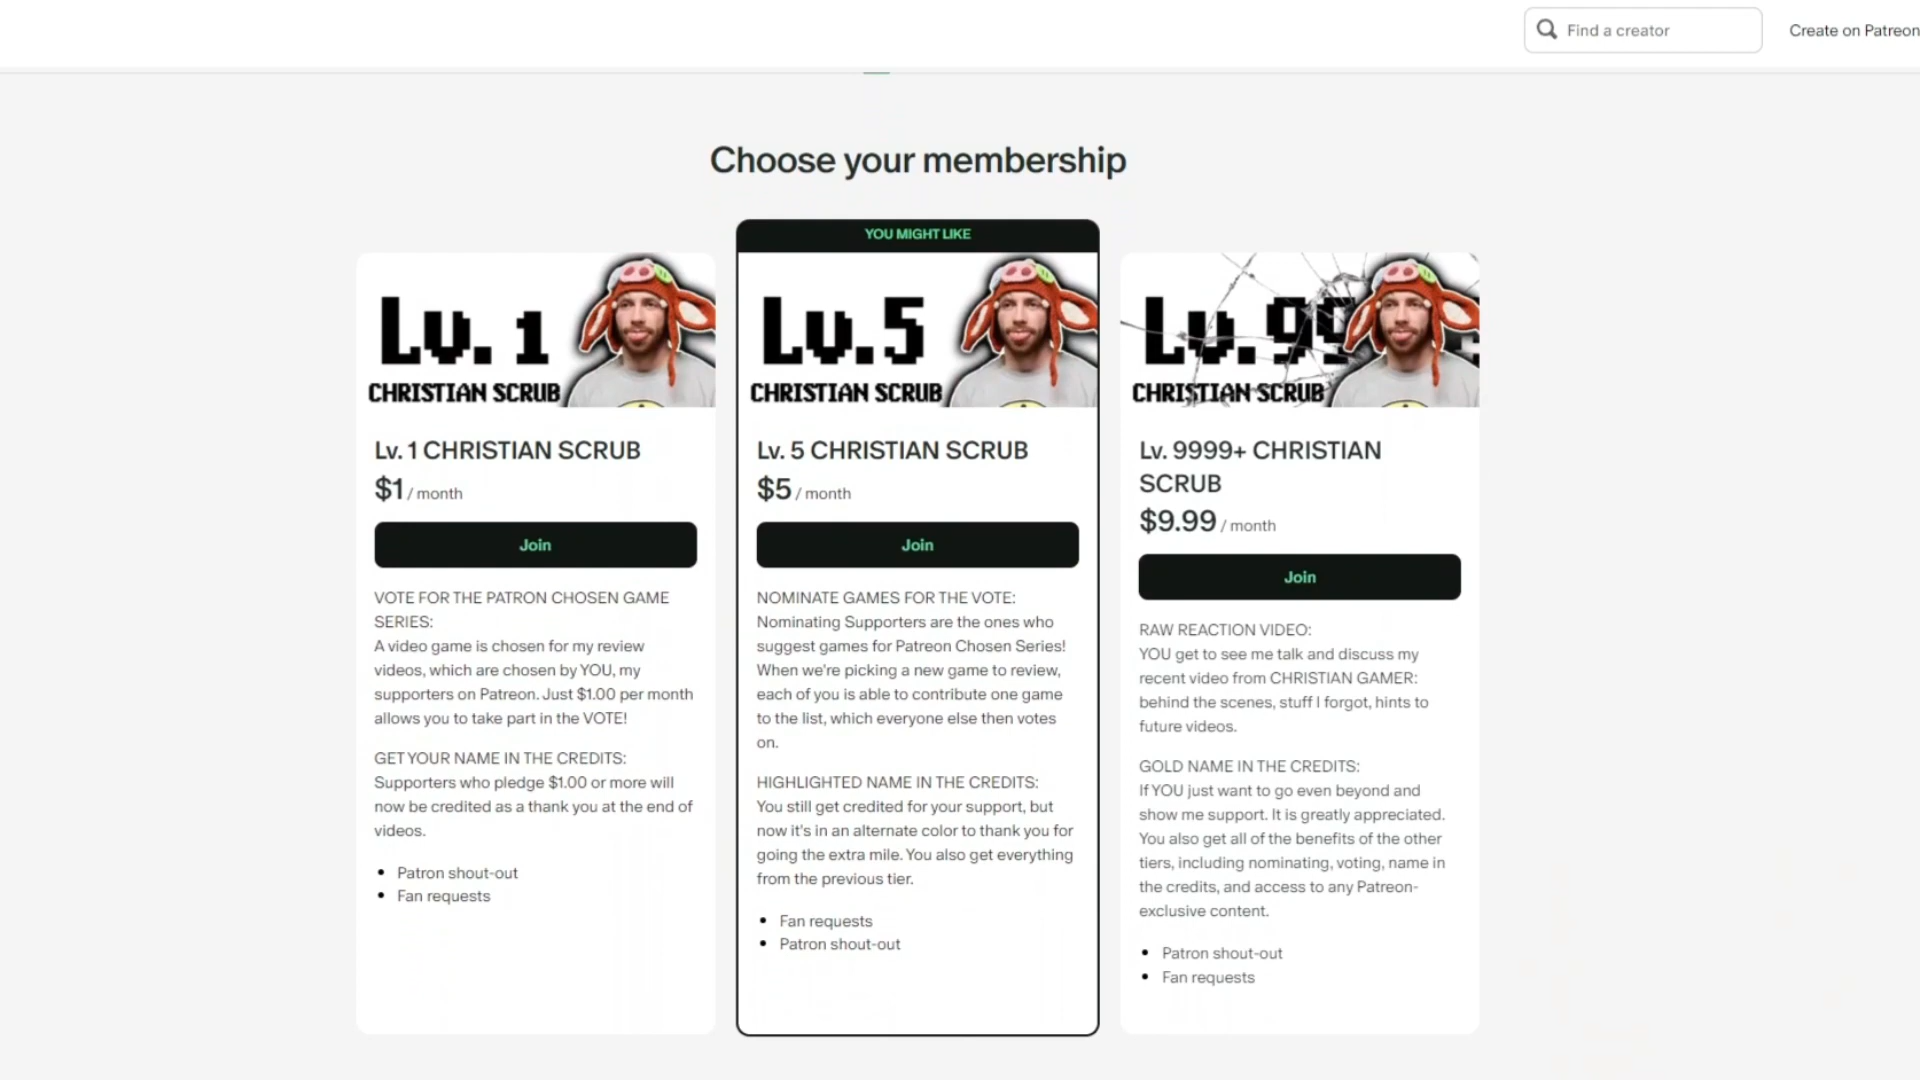 Find a creator
Create on Patreon
Choose your membership
Lv. 1
CHRISTIAN SCRUB
Lv. 1 CHRISTIAN SCRUB
$1 / month
Join
VOTE FOR THE PATRON CHOSEN GAME
SERIES:
A video game is chosen for my review
videos, which are chosen by YOU, my
supporters on Patreon. Just $1.00 per month
allows you to take part in the VOTE!
GET YOUR NAME IN THE CREDITS:
Supporters who pledge $1.00 or more will
now be credited as a thank you at the end of
videos.
• Patron shout-out
• Fan requests
YOU MIGHT LIKE
Lv.5
CHRISTIAN SCRUB
Lv. 5 CHRISTIAN SCRUB
$5 / month
Join
NOMINATE GAMES FOR THE VOTE:
Nominating Supporters are the ones who
suggest games for Patreon Chosen Series!
When we're picking a new game to review,
each of you is able to contribute one game
to the list, which everyone else then votes
on.
HIGHLIGHTED NAME IN THE CREDITS:
You still get credited for your support, but
now it's in an alternate color to thank you for
going the extra mile. You also get everything
from the previous tier.
• Fan requests
• Patron shout-out
Lv.99
CHRISTIAN SCRUB
Lv. 9999+ CHRISTIAN
SCRUB
$9.99 / month
Join
RAW REACTION VIDEO:
YOU get to see me talk and discuss my
recent video from CHRISTIAN GAMER:
behind the scenes, stuff I forgot, hints to
future videos.
GOLD NAME IN THE CREDITS:
If YOU just want to go even beyond and
show me support. It is greatly appreciated.
You also get all of the benefits of the other
tiers, including nominating, voting, name in
the credits, and access to any Patreon-
exclusive content.
• Patron shout-out
• Fan requests